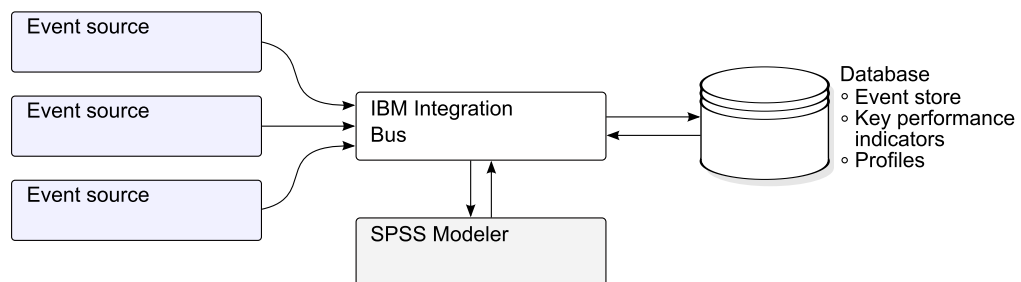 Event source
Event source
Event source
IBM Integration
Bus
SPSS Modeler
Database
◦ Event store
◦ Key performance
indicators
◦ Profiles